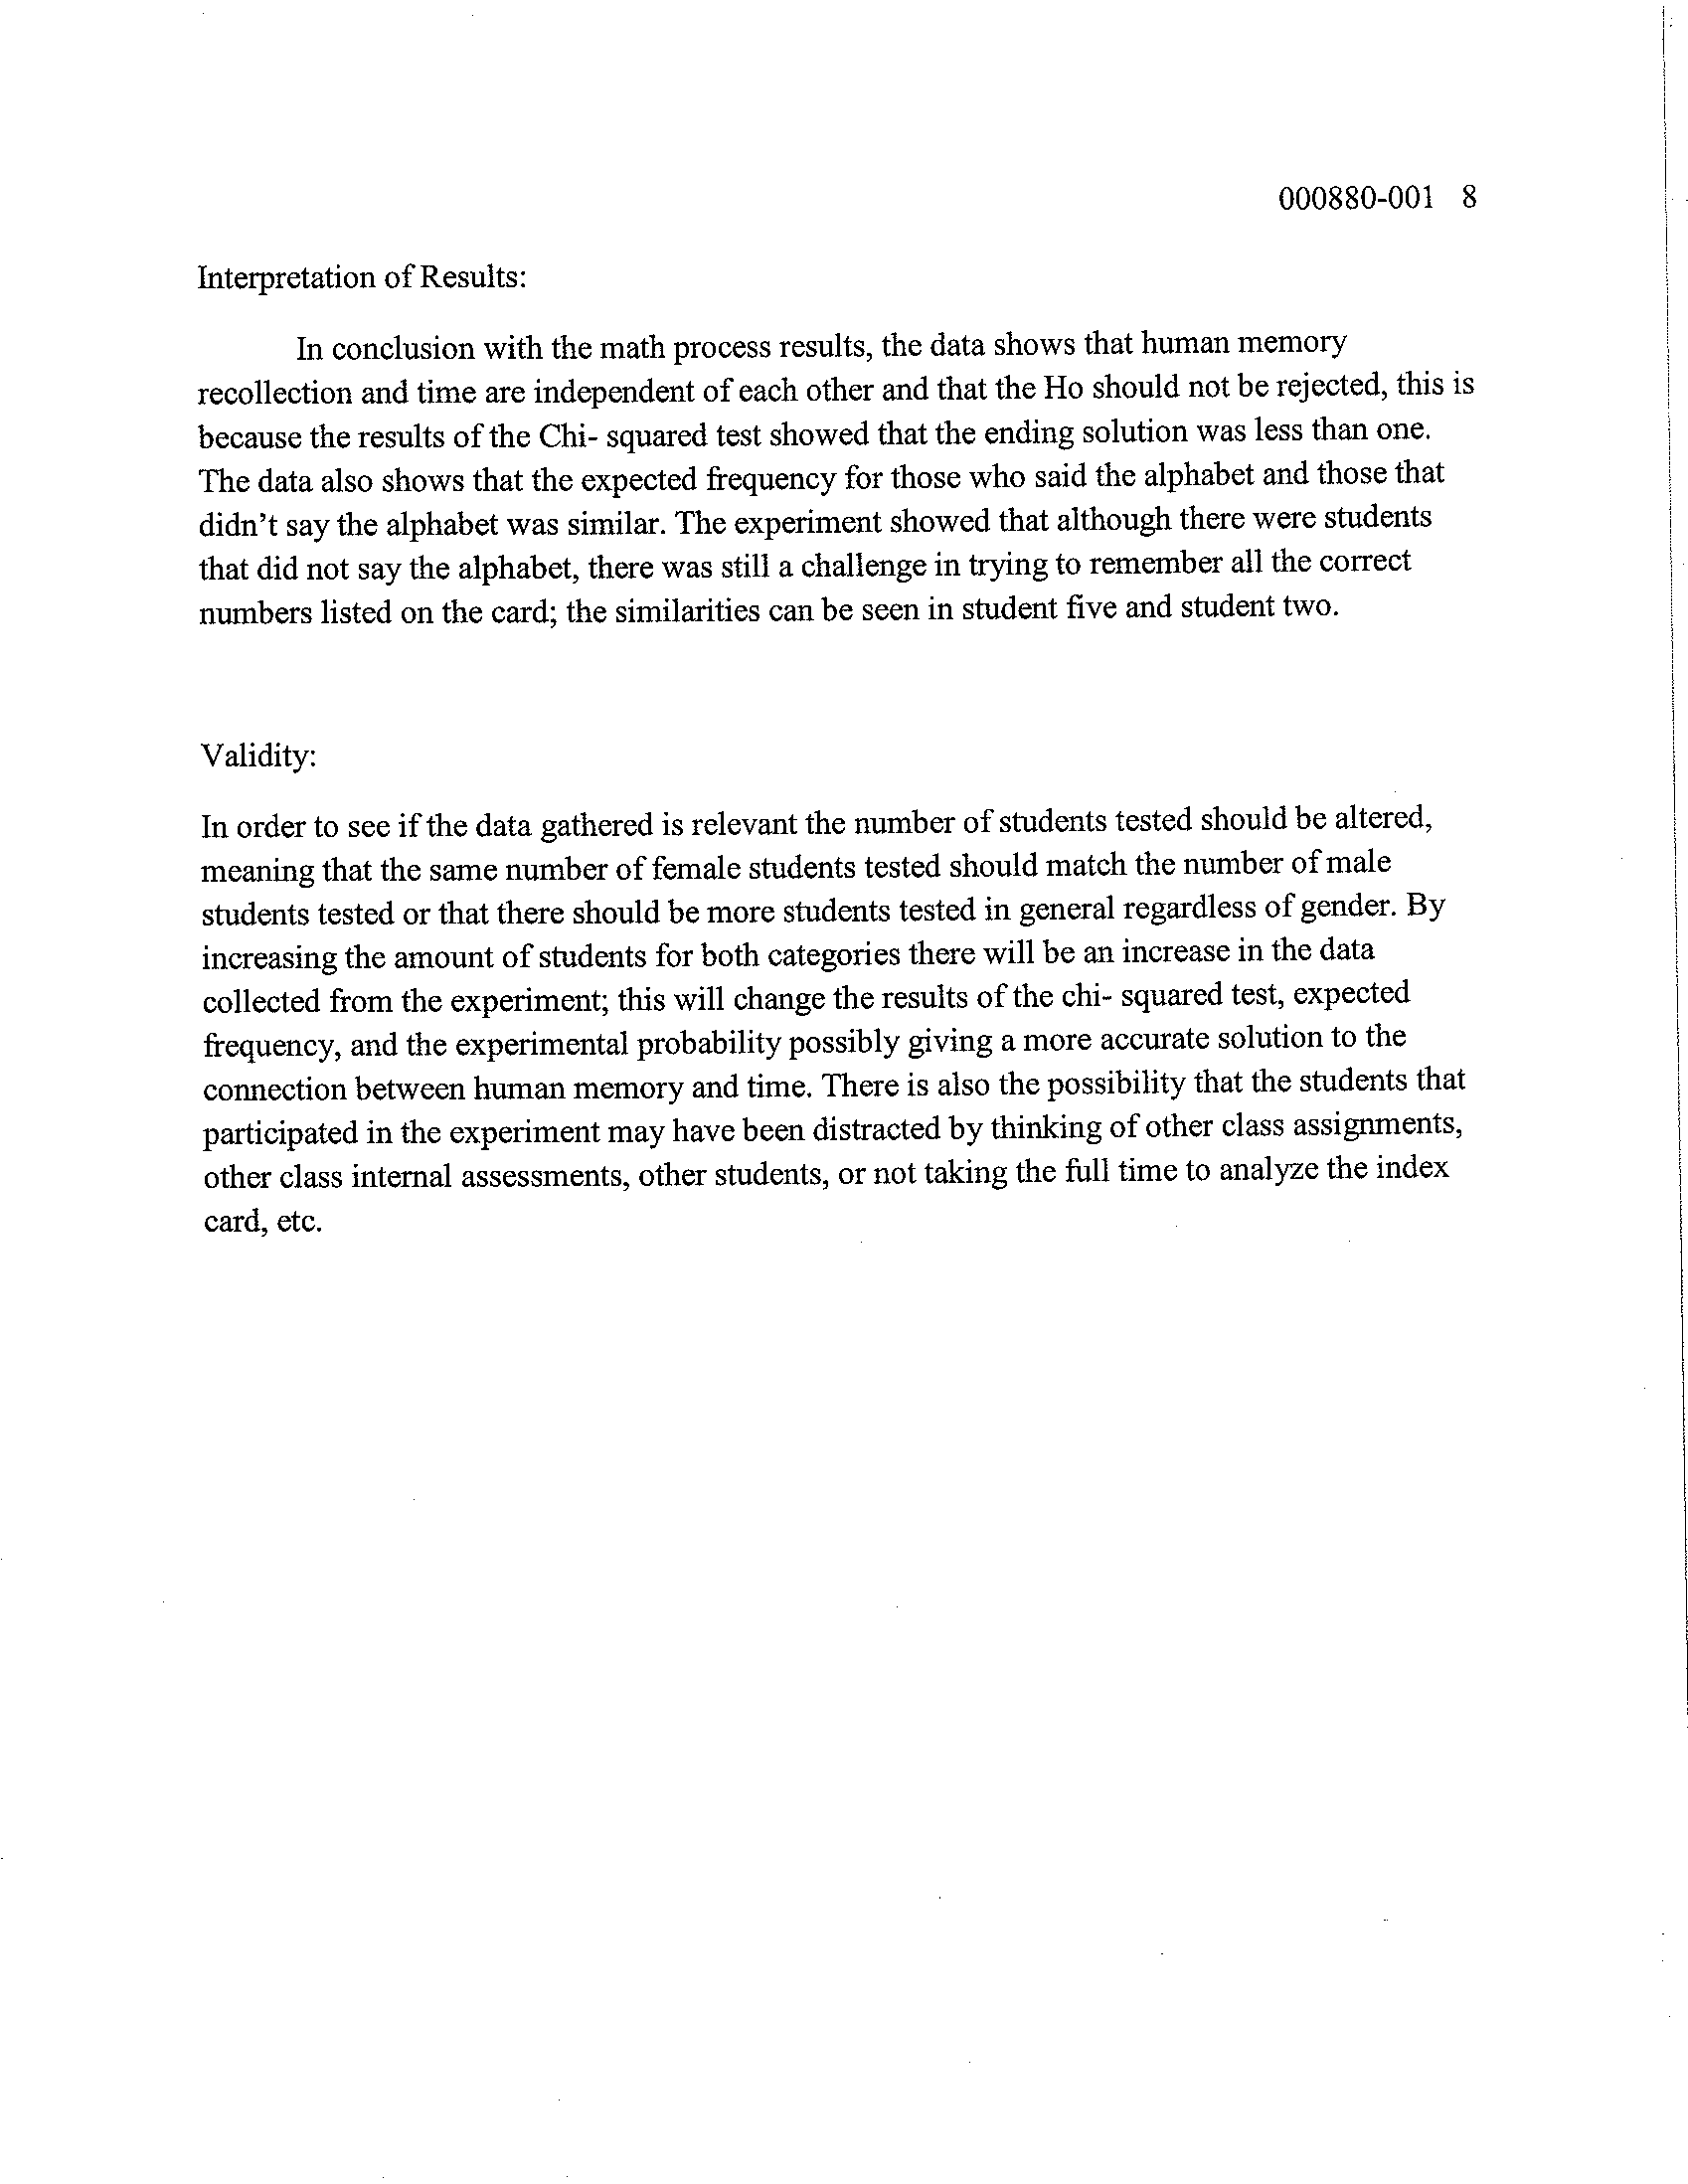 000880-001 8
Interpretation of Results:
In conclusion with the math process results, the data shows that human memory
recollection and time are independent of each other and that the Ho should not be rejected, this is
because the results of the Chi- squared test showed that the ending solution was less than one.
The data also shows that the expected frequency for those who said the alphabet and those that
didn't say the alphabet was similar. The experiment showed that although there were students
that did not say the alphabet, there was still a challenge in trying to remember all the correct
numbers listed on the card; the similarities can be seen in student five and student two.
Validity:
In order to see if the data gathered is relevant the number of students tested should be altered,
meaning that the same number of female students tested should match the number of male
students tested or that there should be more students tested in general regardless of gender. By
increasing the amount of students for both categories there will be an increase in the data
collected from the experiment; this will change the results of the chi- squared test, expected
frequency, and the experimental probability possibly giving a more accurate solution to the
connection between human memory and time. There is also the possibility that the students that
participated in the experiment may have been distracted by thinking of other class assignments,
other class internal assessments, other students, or not taking the full time to analyze the index
card, etc.